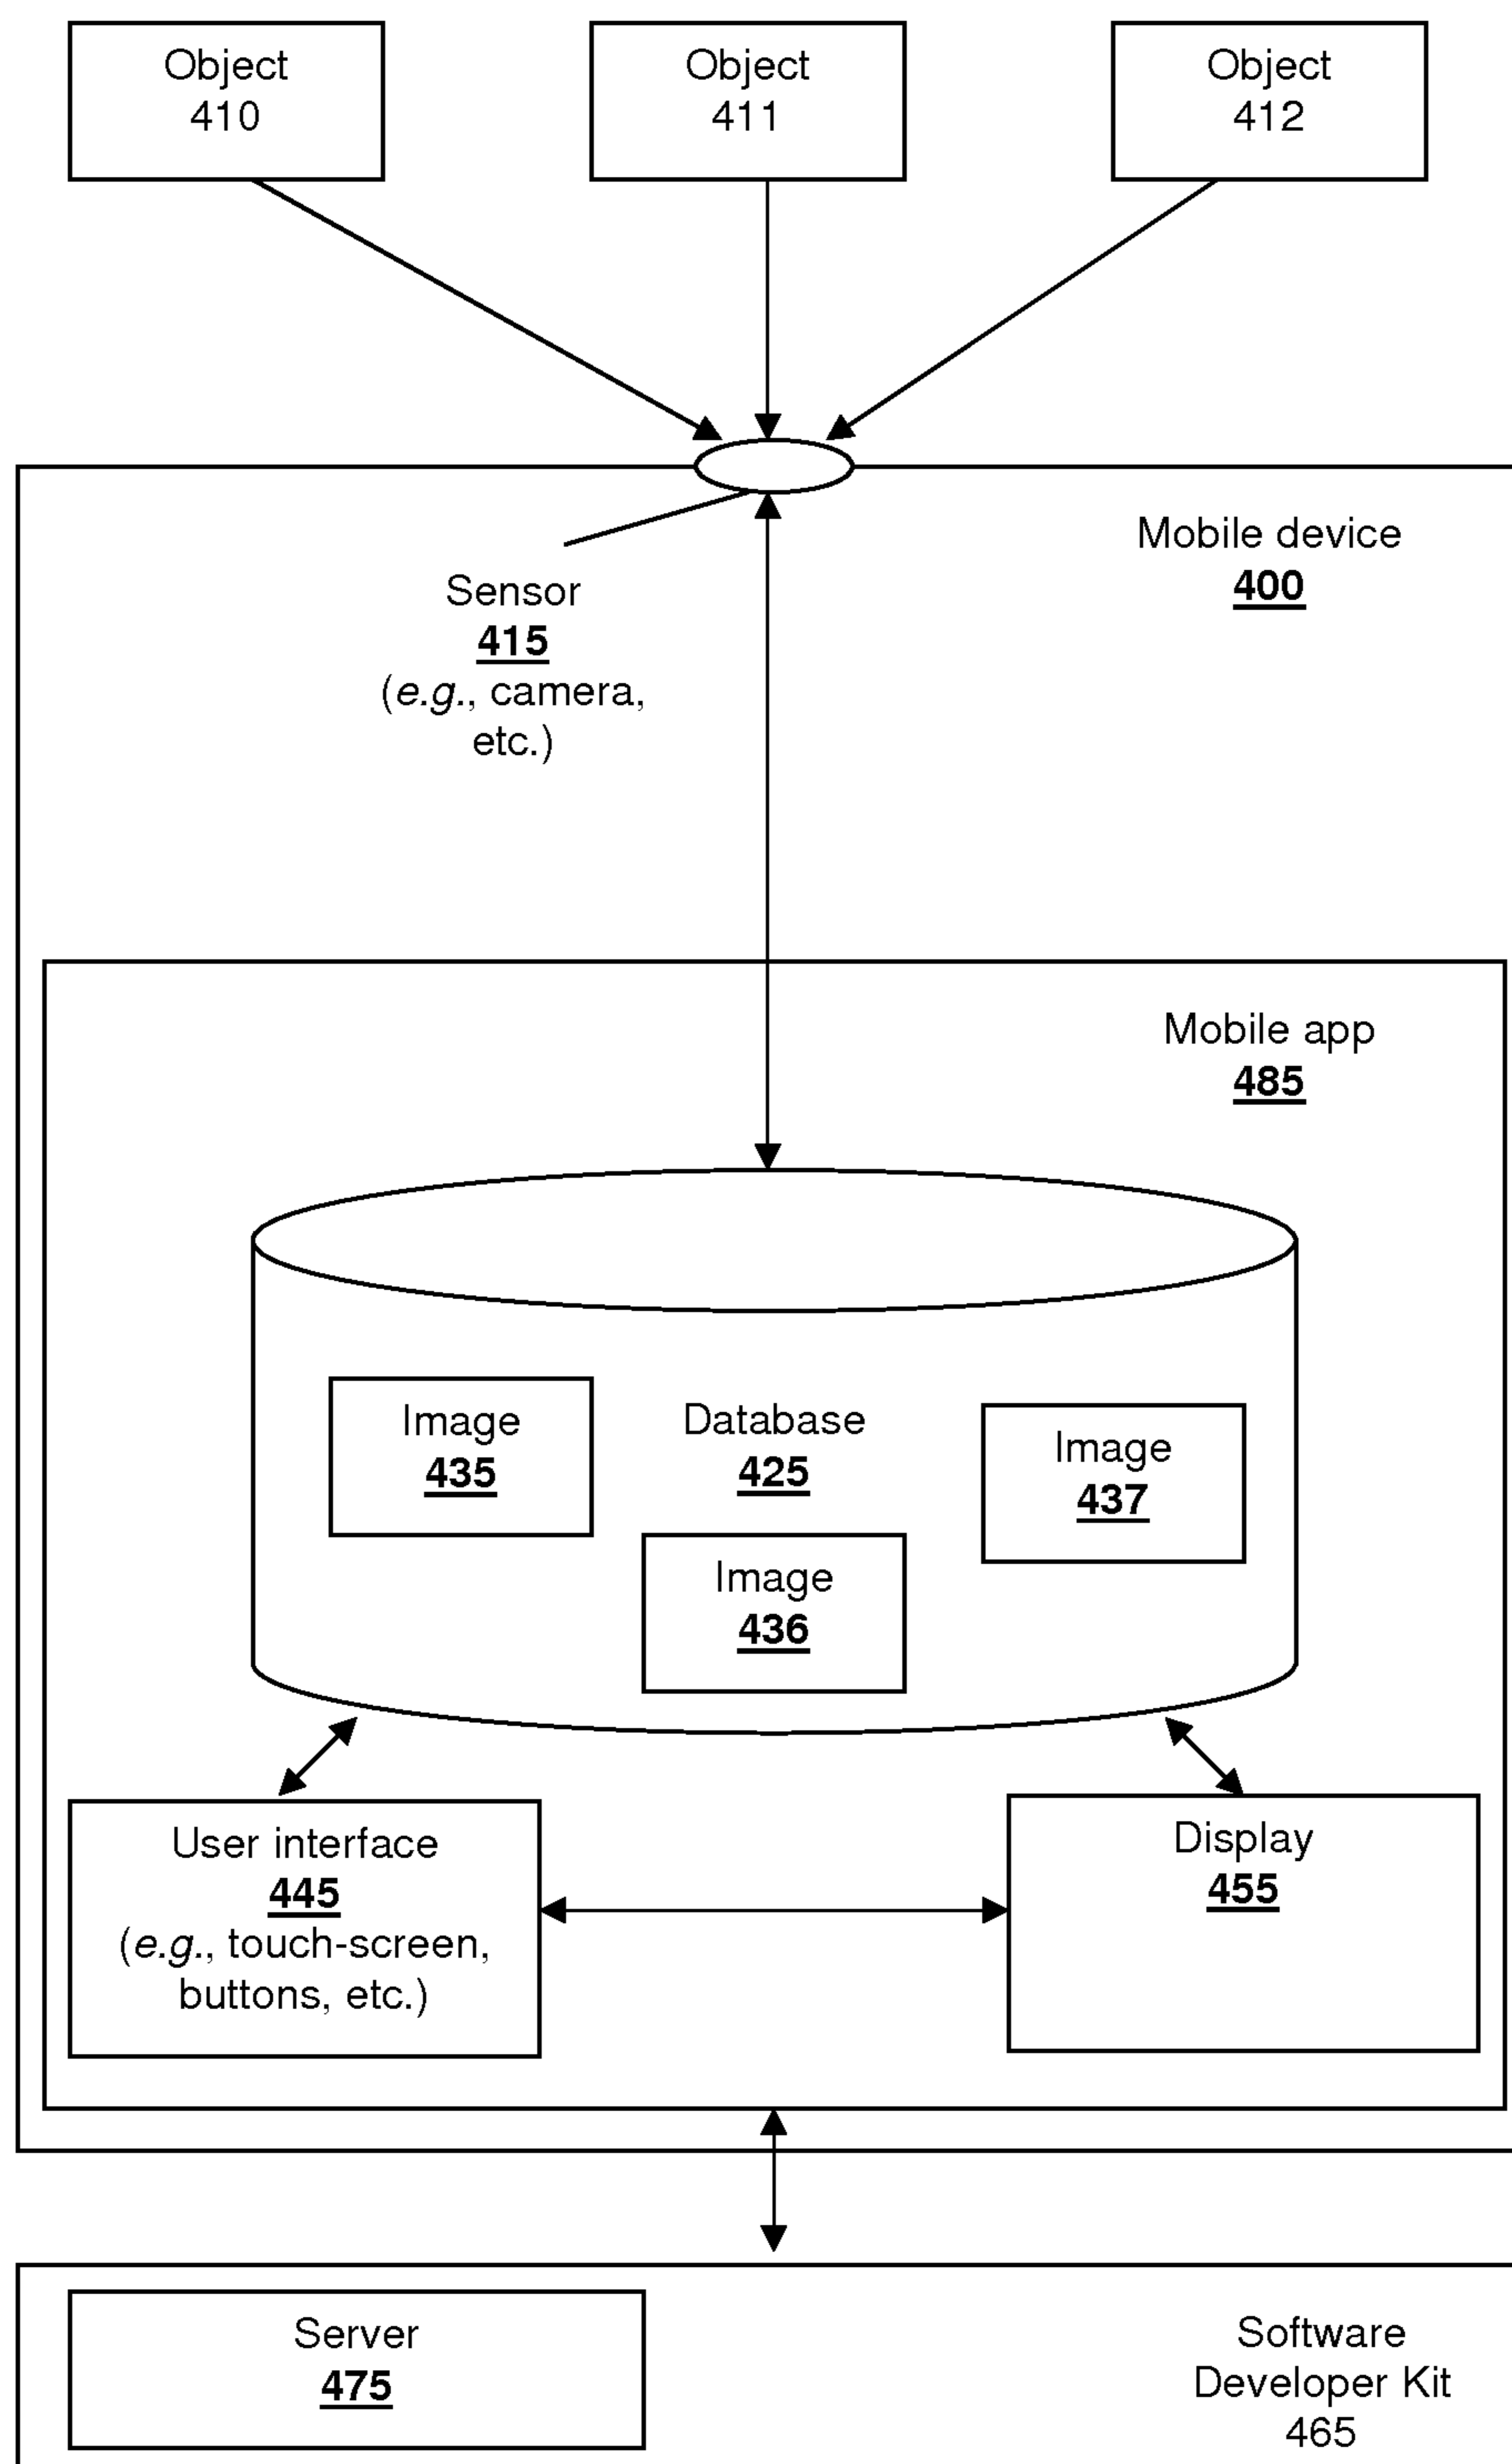 Object
410
Object
411
Object
412
Mobile device
400
Sensor
415
(e.g., camera,
etc.)
Mobile app
485
Image
435
Database
425
Image
437
Image
436
User interface
445
(e.g., touch-screen,
buttons, etc.)
Display
455
Server
475
Software
Developer Kit
465